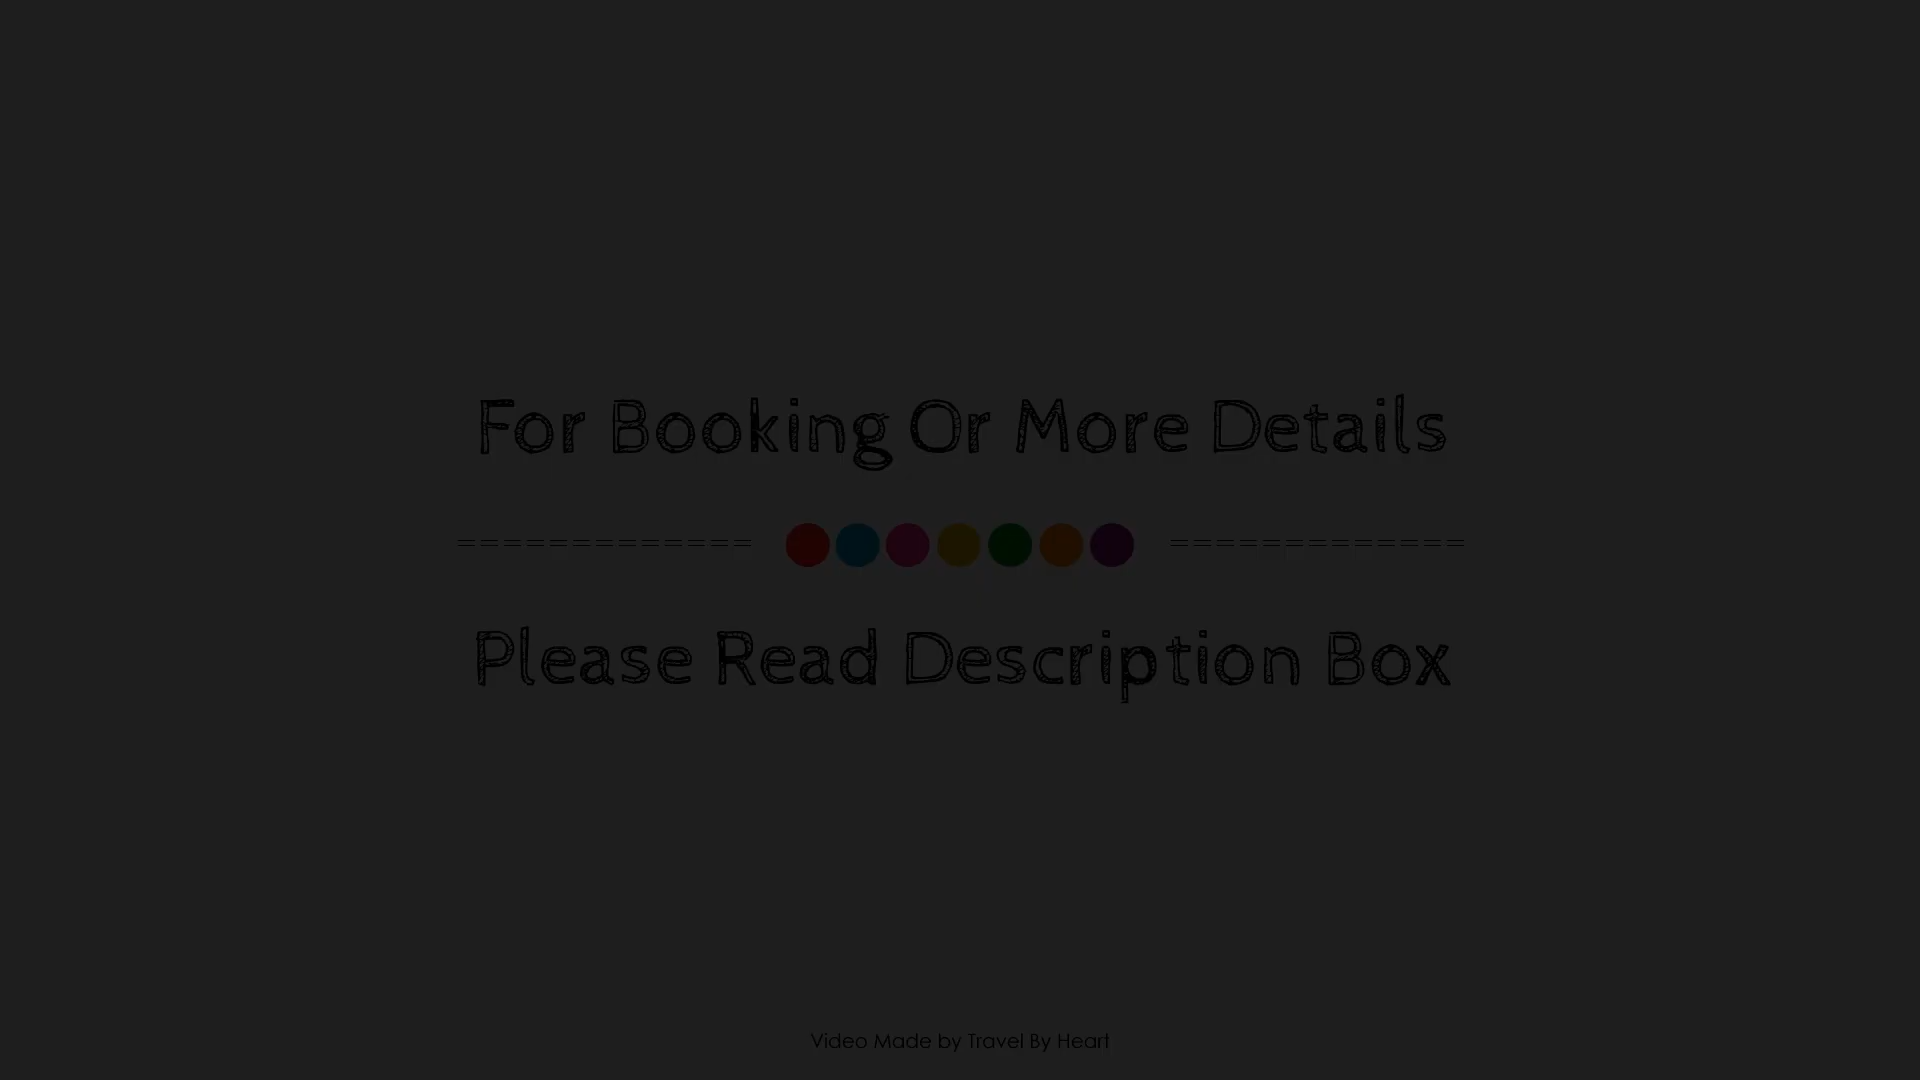 For Booking Or More Details
============= =============
Please Read Description Box
Video Made by Travel By Heart